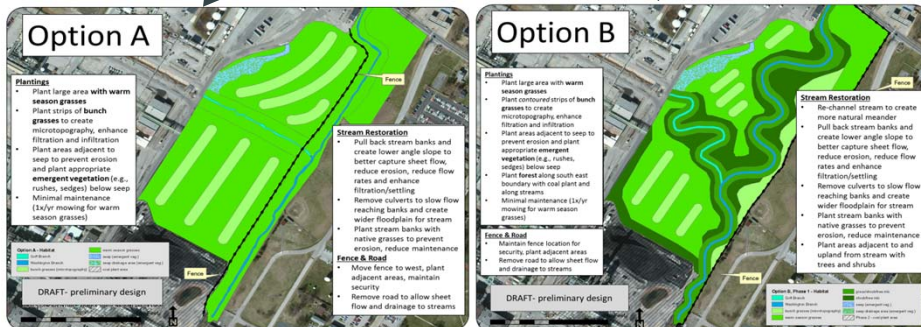 Option A
Plantings
• Plant large area with warm
season grasses
• Plant strips of bunch
grasses to create
microtopography, enhance
filtration and infiltration
• Plant areas adjacent to
seep to prevent erosion
and plant appropriate
emergent vegetation (e.g.,
rushes, sedges) below seep
• Minimal maintenance
(1x/yr mowing for warm
season grasses)
Fence
Stream Restoration
• Pull back stream banks and
create lower angle slope to
better capture sheet flow,
reduce erosion, reduce flow
rates and enhance
filtration/settling
• Remove culverts to slow flow
reaching banks and create
wider floodplain for stream
• Plant stream banks with
native grasses to prevent
erosion, reduce maintenance
Fence & Road
• Move fence to west, plant
adjacent areas, maintain
security
• Remove road to allow sheet
flow and drainage to streams
Option A - Habitat
Fence
DRAFT- preliminary design
N
Option B
Plantings
• Plant large area with warm
season grasses
• Plant contoured strips of bunch
grasses to create
microtopography, enhance
filtration and infiltration
• Plant areas adjacent to seep to
prevent erosion and plant
appropriate emergent
vegetation (e.g., rushes,
sedges) below seep
• Plant forest along south east
boundary with coal plant and
along streams
• Minimal maintenance (1x/yr
mowing for warm season
grasses)
Fence & Road
• Maintain fence location for
security, plant adjacent areas
• Remove road to allow sheet flow
and drainage to streams
Fence
Stream Restoration
• Re-channel stream to create
more natural meander
• Pull back stream banks and
create lower angle slope to
better capture sheet flow,
reduce erosion, reduce flow
rates and enhance
filtration/settling
• Remove culverts to slow flow
reaching banks and create
wider floodplain for stream
• Plant stream banks with
native grasses to prevent
erosion, reduce maintenance
• Plant areas adjacent to and
upland from stream with
trees and shrubs
Fence
DRAFT- preliminary design
N
Option B, Phase 1 - Habitat